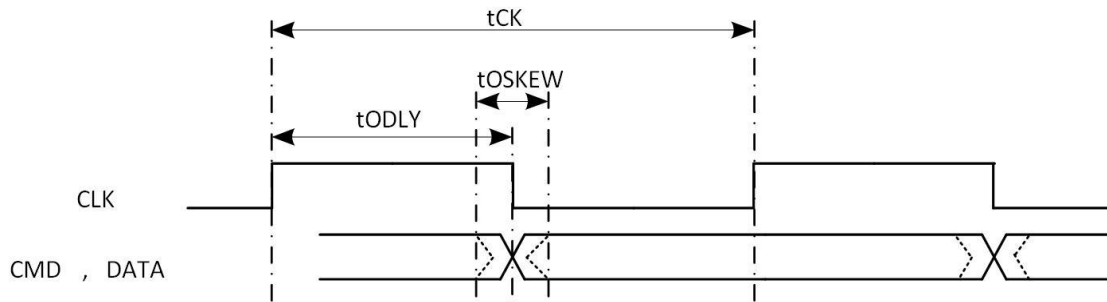 tCK
tOSKEW
tODLY
CLK
CMD , DATA